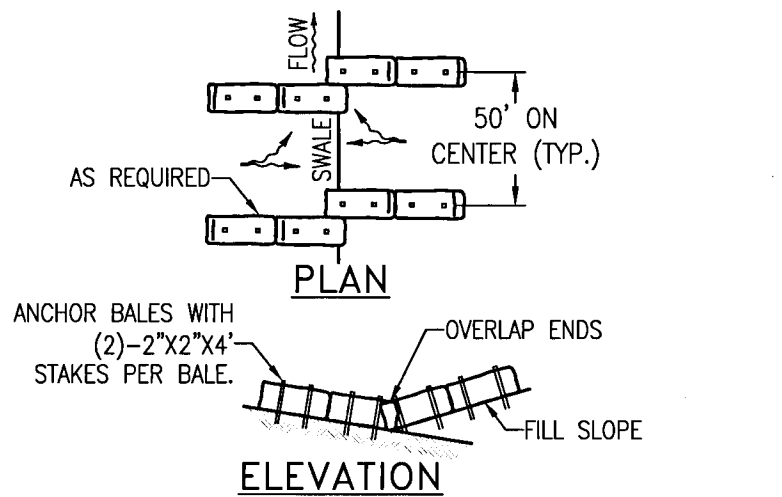 FLOW
50' ON
CENTER (TYP.)
SWALE
AS REQUIRED
PLAN
ANCHOR BALES WITH
(2)-2"X2"X4'
STAKES PER BALE.
OVERLAP ENDS
FILL SLOPE
ELEVATION